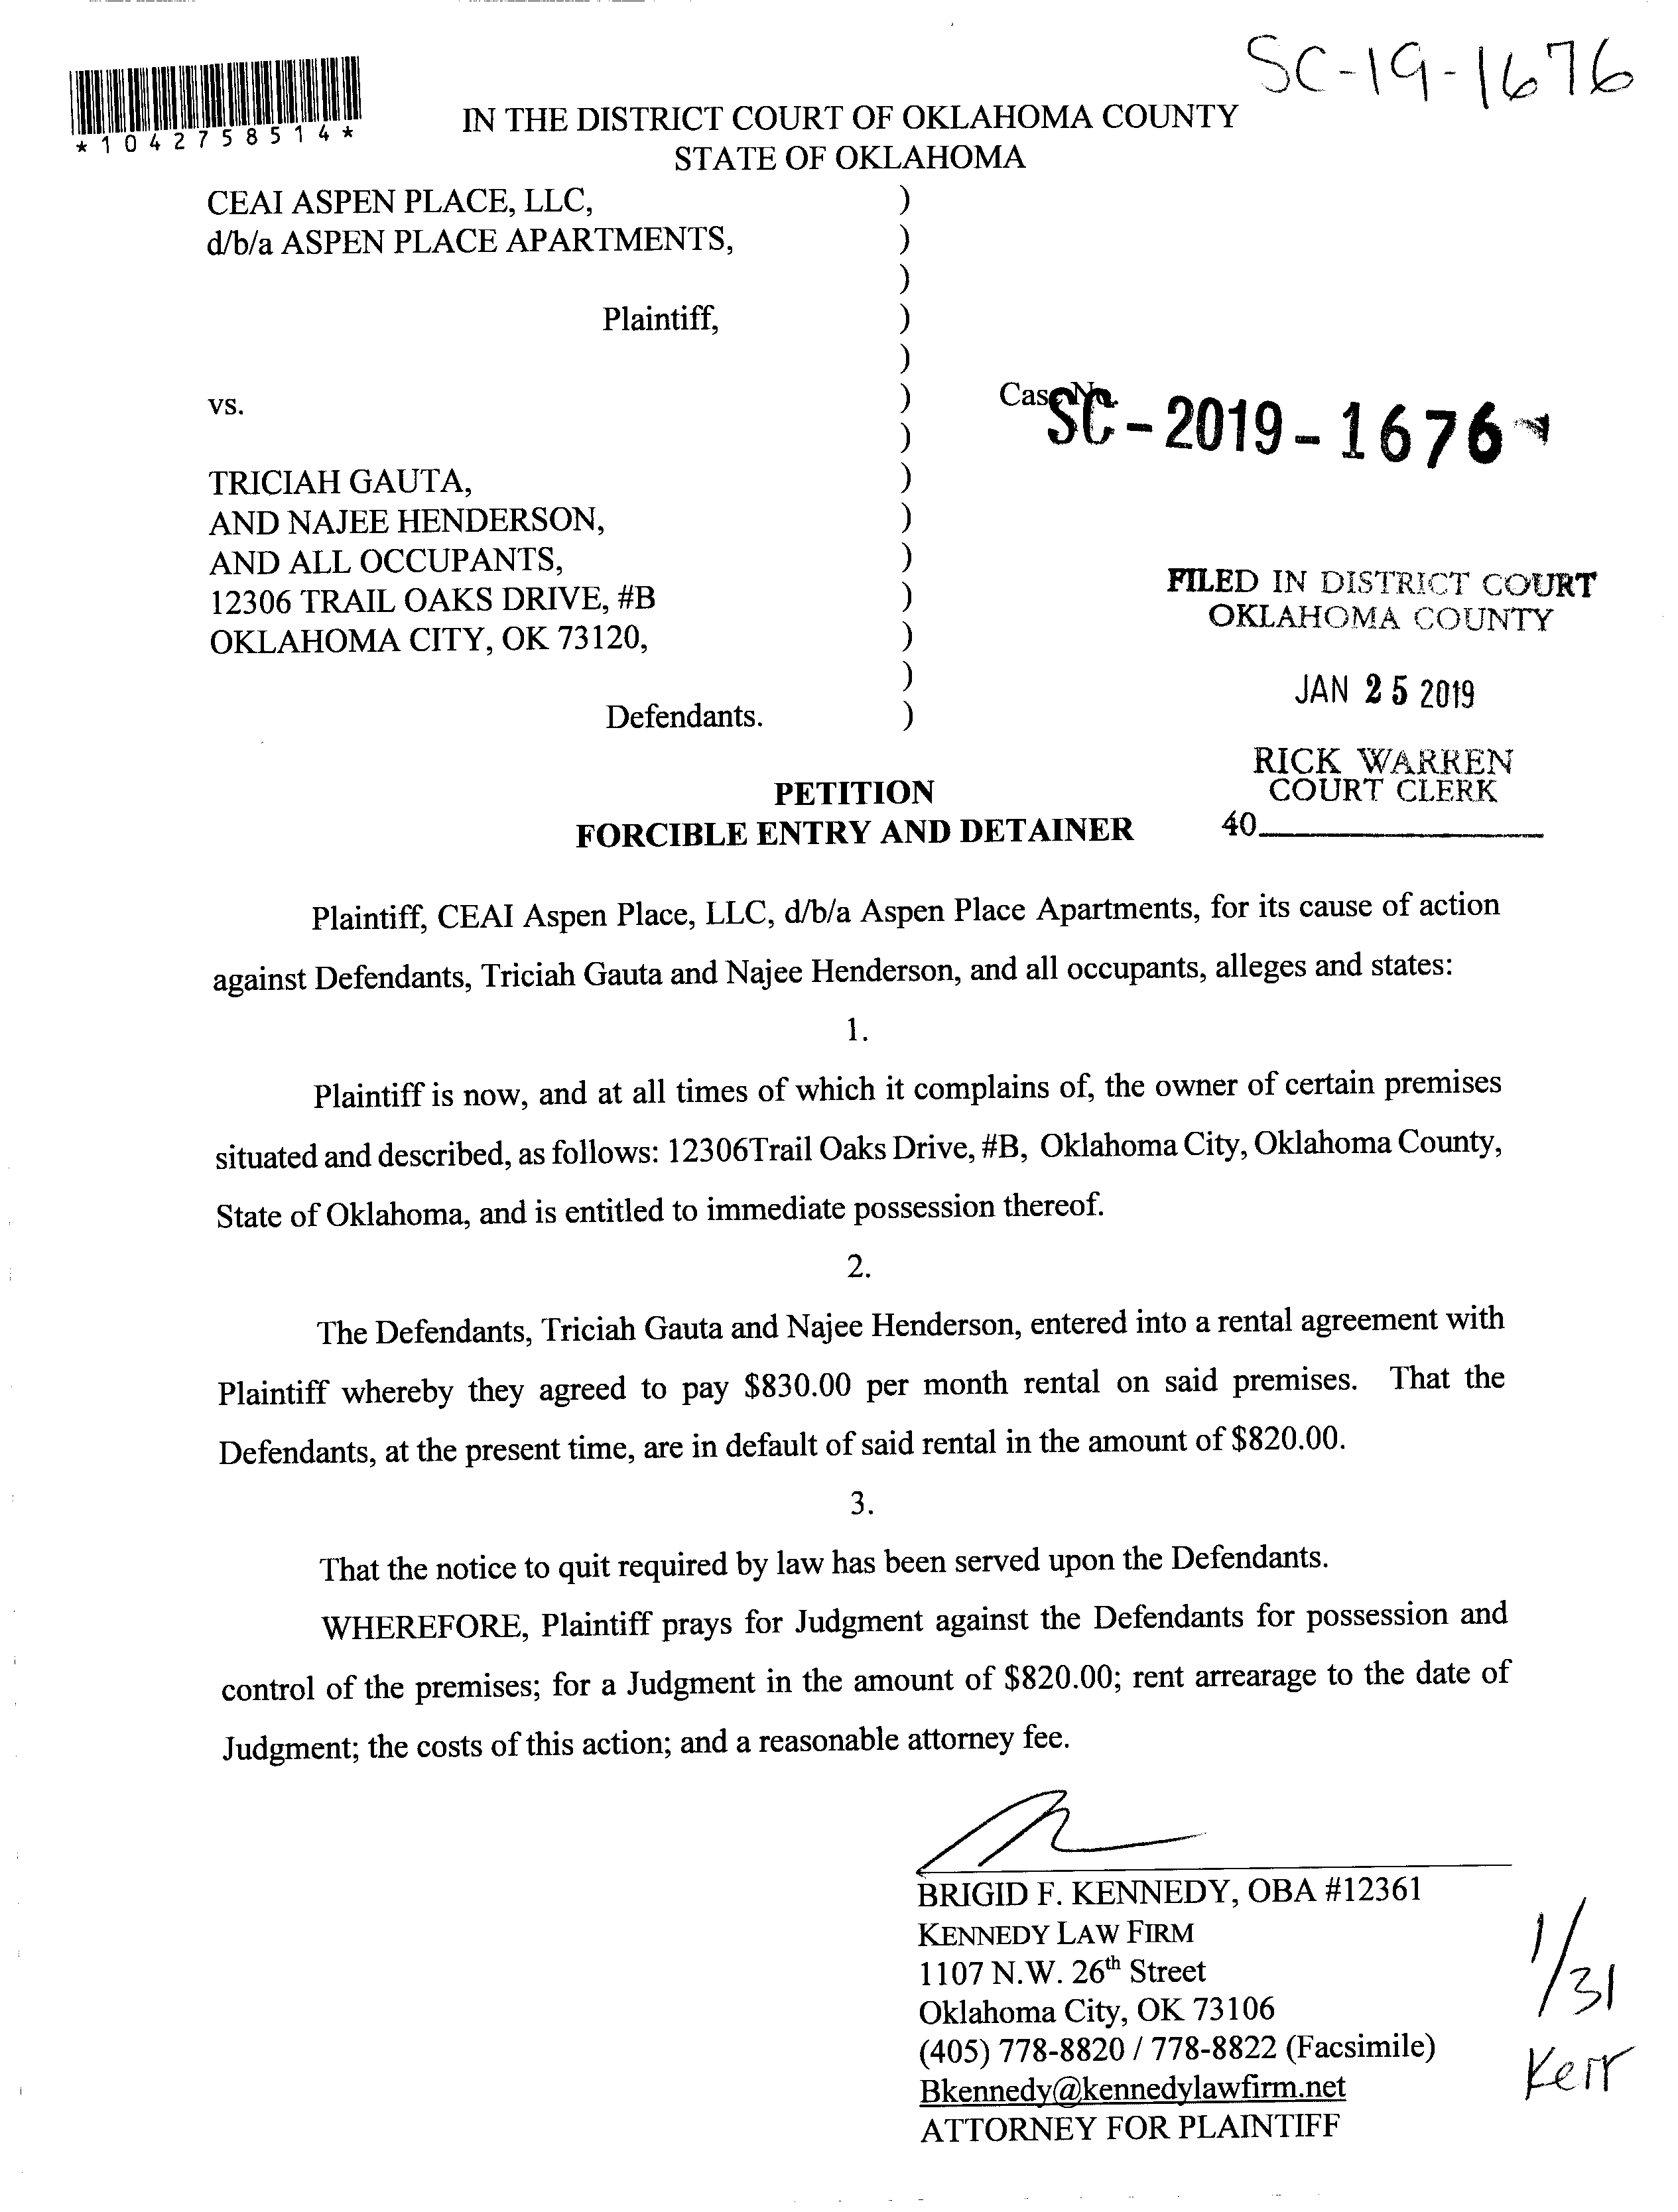 SC-19-1676
*1042758514*
IN THE DISTRICT COURT OF OKLAHOMA COUNTY
STATE OF OKLAHOMA
CEAI ASPEN PLACE, LLC, )
d/b/a ASPEN PLACE APARTMENTS, )
)
Plaintiff, )
)
vs. ) Case No. SC-2019-1676
)
TRICIAH GAUTA, )
AND NAJEE HENDERSON, )
AND ALL OCCUPANTS, )
12306 TRAIL OAKS DRIVE, #B )
OKLAHOMA CITY, OK 73120, )
)
Defendants. )
FILED IN DISTRICT COURT
OKLAHOMA COUNTY
JAN 25 2019
RICK WARREN
COURT CLERK
40
PETITION
FORCIBLE ENTRY AND DETAINER
Plaintiff, CEAI Aspen Place, LLC, d/b/a Aspen Place Apartments, for its cause of action
against Defendants, Triciah Gauta and Najee Henderson, and all occupants, alleges and states:
1.
Plaintiff is now, and at all times of which it complains of, the owner of certain premises
situated and described, as follows: 12306Trail Oaks Drive, #B, Oklahoma City, Oklahoma County,
State of Oklahoma, and is entitled to immediate possession thereof.
2.
The Defendants, Triciah Gauta and Najee Henderson, entered into a rental agreement with
Plaintiff whereby they agreed to pay $830.00 per month rental on said premises. That the
Defendants, at the present time, are in default of said rental in the amount of $820.00.
3.
That the notice to quit required by law has been served upon the Defendants.
WHEREFORE, Plaintiff prays for Judgment against the Defendants for possession and
control of the premises; for a Judgment in the amount of $820.00; rent arrearage to the date of
Judgment; the costs of this action; and a reasonable attorney fee.
BRIGID F. KENNEDY, OBA #12361
KENNEDY LAW FIRM
1107 N.W. 26th Street
Oklahoma City, OK 73106
(405) 778-8820 / 778-8822 (Facsimile)
Bkennedy@kennedylawfirm.net
ATTORNEY FOR PLAINTIFF
1/31
Kerr